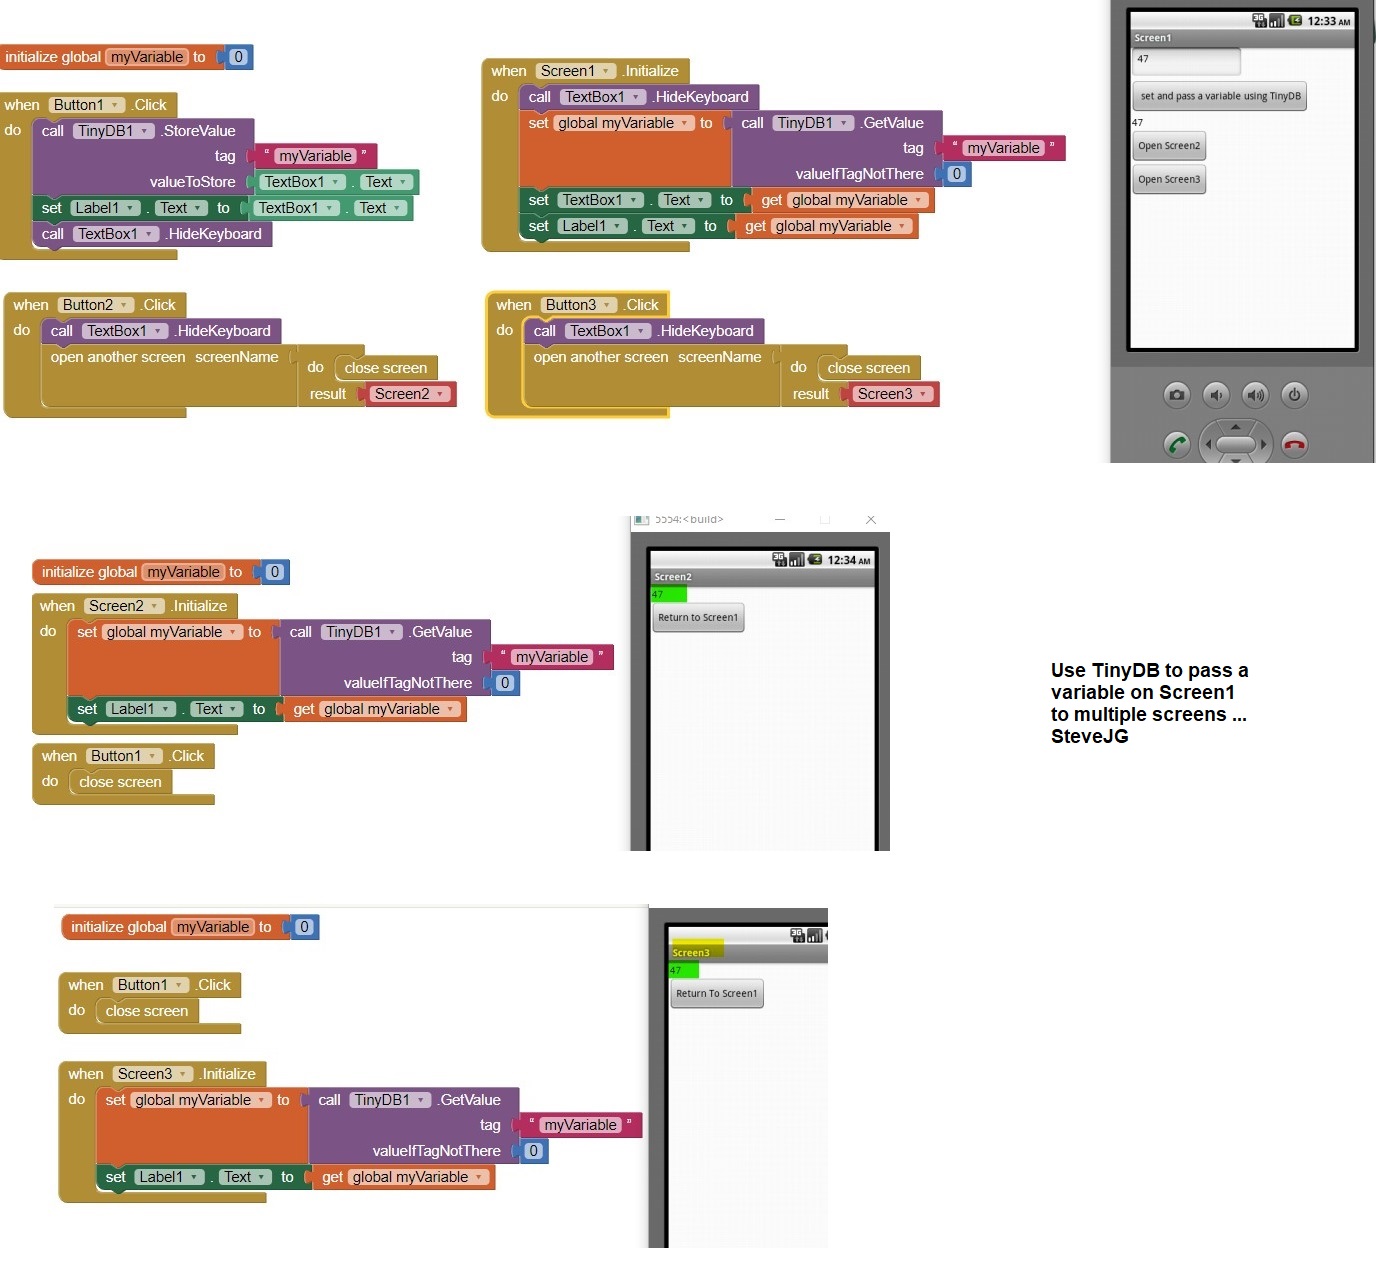 initialize global myVariable to 0
when Button1 .Click
do call TinyDB1 .StoreValue
tag " myVariable "
valueToStore TextBox1 . Text
set Label1 . Text to TextBox1 . Text
call TextBox1 .HideKeyboard
when Screen1 .Initialize
do call TextBox1 .HideKeyboard
set global myVariable to call TinyDB1 .GetValue
tag " myVariable "
valueIfTagNotThere 0
set TextBox1 . Text to get global myVariable
set Label1 . Text to get global myVariable
when Button2 .Click
do call TextBox1 .HideKeyboard
open another screen screenName do close screen
result Screen2
when Button3 .Click
do call TextBox1 .HideKeyboard
open another screen screenName do close screen
result Screen3
3G 12:33 AM
Screen1
47
set and pass a variable using TinyDB
47
Open Screen2
Open Screen3
initialize global myVariable to 0
when Screen2 .Initialize
do set global myVariable to call TinyDB1 .GetValue
tag " myVariable "
valueIfTagNotThere 0
set Label1 . Text to get global myVariable
when Button1 .Click
do close screen
5554:<build>
3G 12:34 AM
Screen2
47
Return to Screen1
Use TinyDB to pass a
variable on Screen1
to multiple screens ...
SteveJG
initialize global myVariable to 0
when Button1 .Click
do close screen
when Screen3 .Initialize
do set global myVariable to call TinyDB1 .GetValue
tag " myVariable "
valueIfTagNotThere 0
set Label1 . Text to get global myVariable
3G
Screen3
47
Return To Screen1